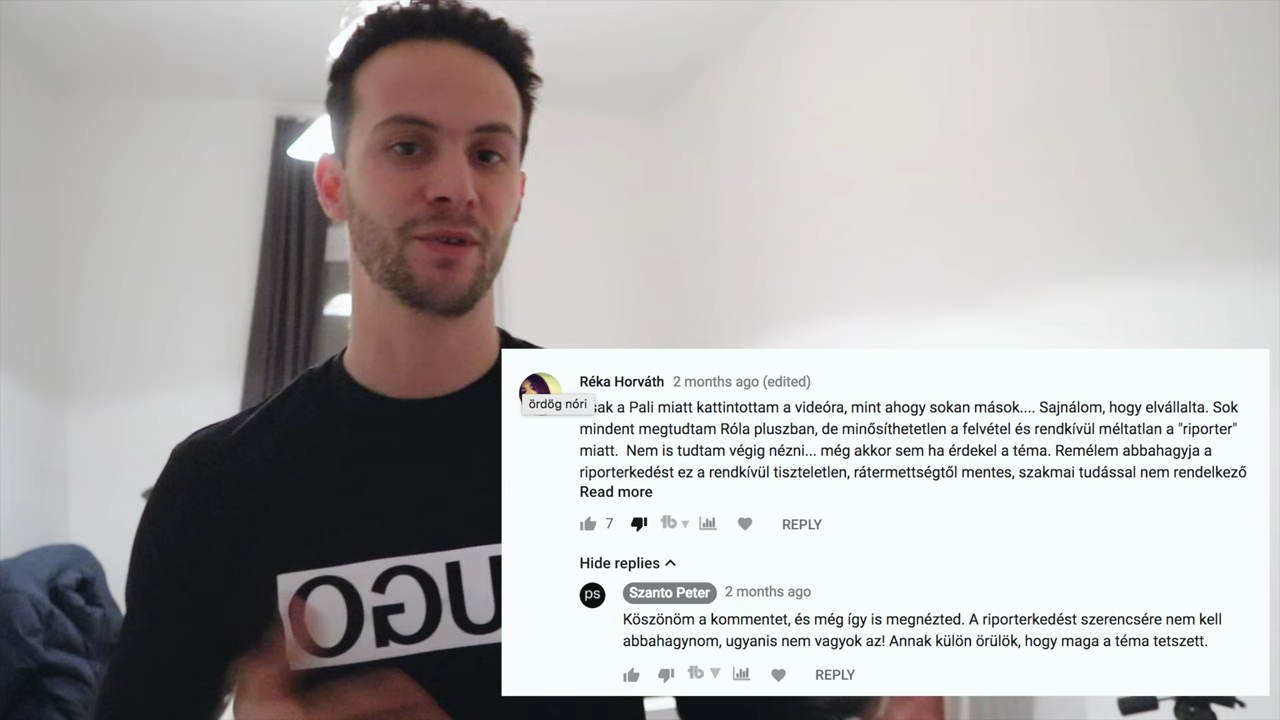 OGUU
Réka Horváth 2 months ago (edited)
ördög nóri
sak a Pali miatt kattintottam a videóra, mint ahogy sokan mások.... Sajnálom, hogy elvállalta. Sok
mindent megtudtam Róla pluszban, de minősíthetetlen a felvétel és rendkívül méltatlan a "riporter"
miatt. Nem is tudtam végig nézni... még akkor sem ha érdekel a téma. Remélem abbahagyja a
riporterkedést ez a rendkívül tiszteletlen, rátermettségtől mentes, szakmai tudással nem rendelkező
Read more
7 tb REPLY
Hide replies
ps Szanto Peter 2 months ago
Köszönöm a kommentet, és még így is megnézted. A riporterkedést szerencsére nem kell
abbahagynom, ugyanis nem vagyok az! Annak külön örülök, hogy maga a téma tetszett.
tb REPLY